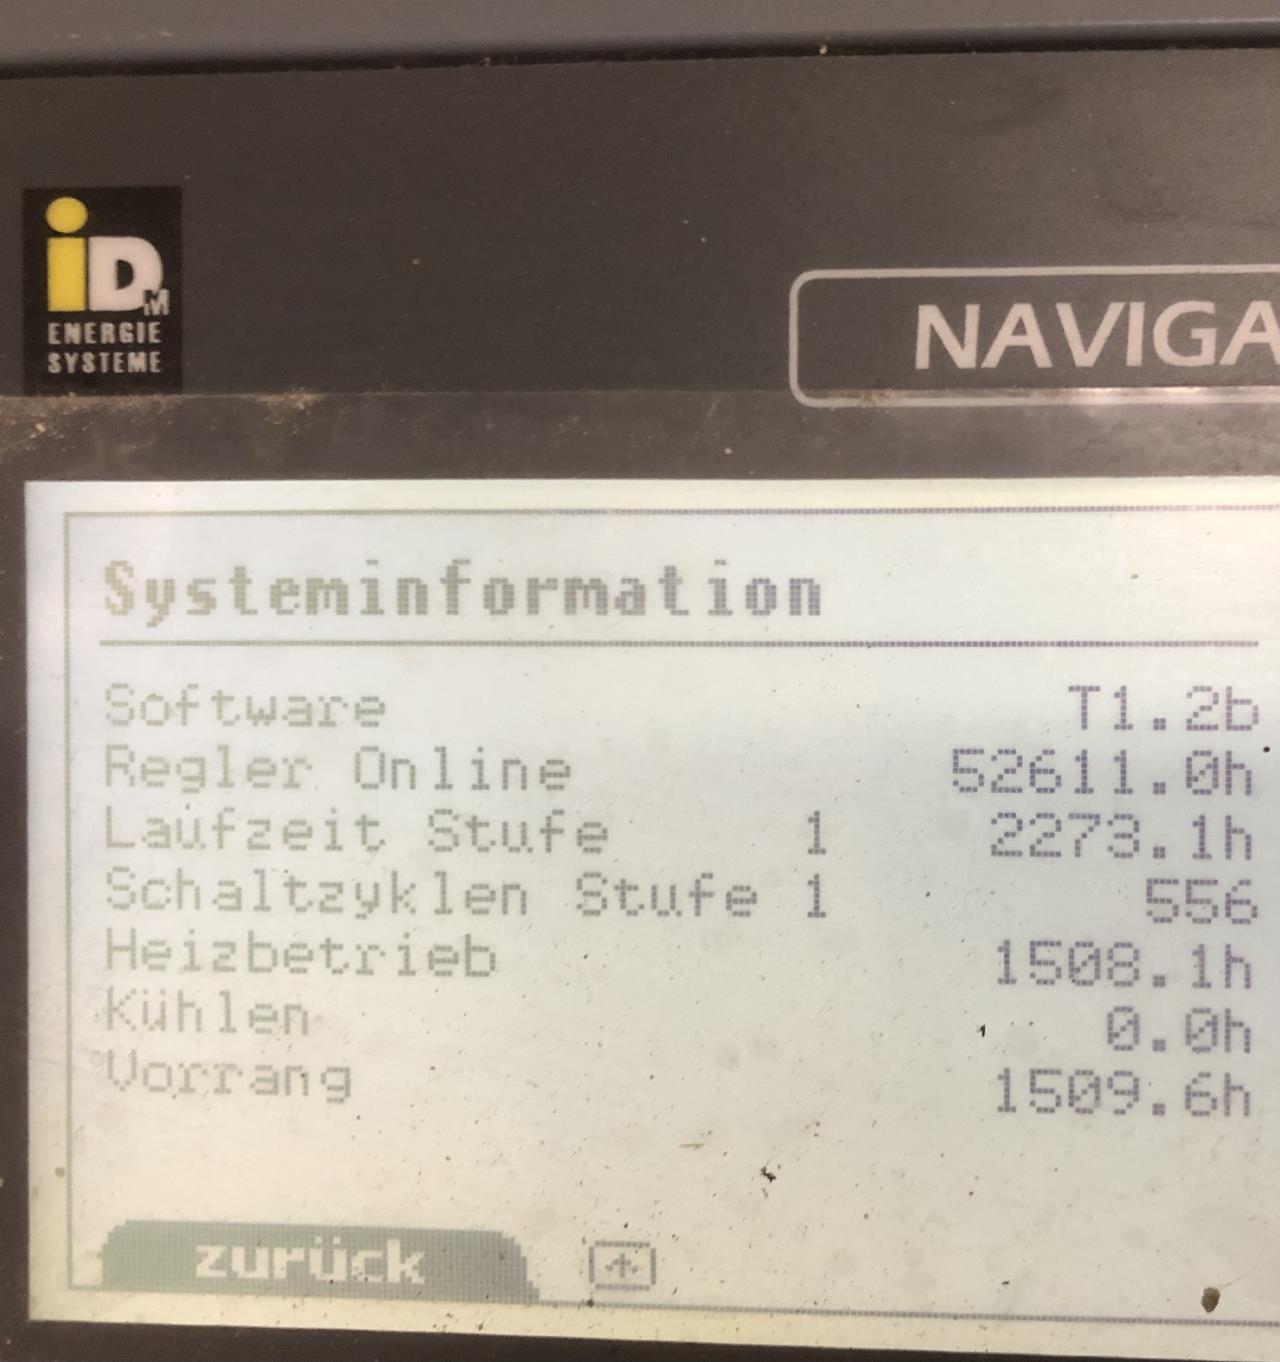 iDM
ENERGIE
SYSTEME
NAVIGA
Systeminformation
Software T1.2b
Regler Online 52611.0h
Laufzeit Stufe 1 2273.1h
Schaltzyklen Stufe 1 556
Heizbetrieb 1508.1h
Kühlen 0.0h
Vorrang 1509.6h
zurück